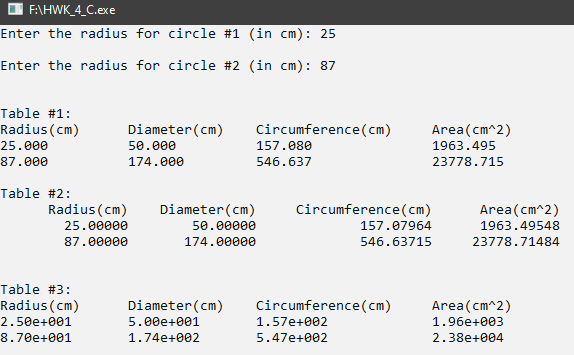 F:\HWK_4_C.exe
Enter the radius for circle #1 (in cm): 25
Enter the radius for circle #2 (in cm): 87
Table #1:
Radius(cm) Diameter(cm) Circumference(cm) Area(cm^2)
25.000 50.000 157.080 1963.495
87.000 174.000 546.637 23778.715
Table #2:
Radius(cm) Diameter(cm) Circumference(cm) Area(cm^2)
25.00000 50.00000 157.07964 1963.49548
87.00000 174.00000 546.63715 23778.71484
Table #3:
Radius(cm) Diameter(cm) Circumference(cm) Area(cm^2)
2.50e+001 5.00e+001 1.57e+002 1.96e+003
8.70e+001 1.74e+002 5.47e+002 2.38e+004